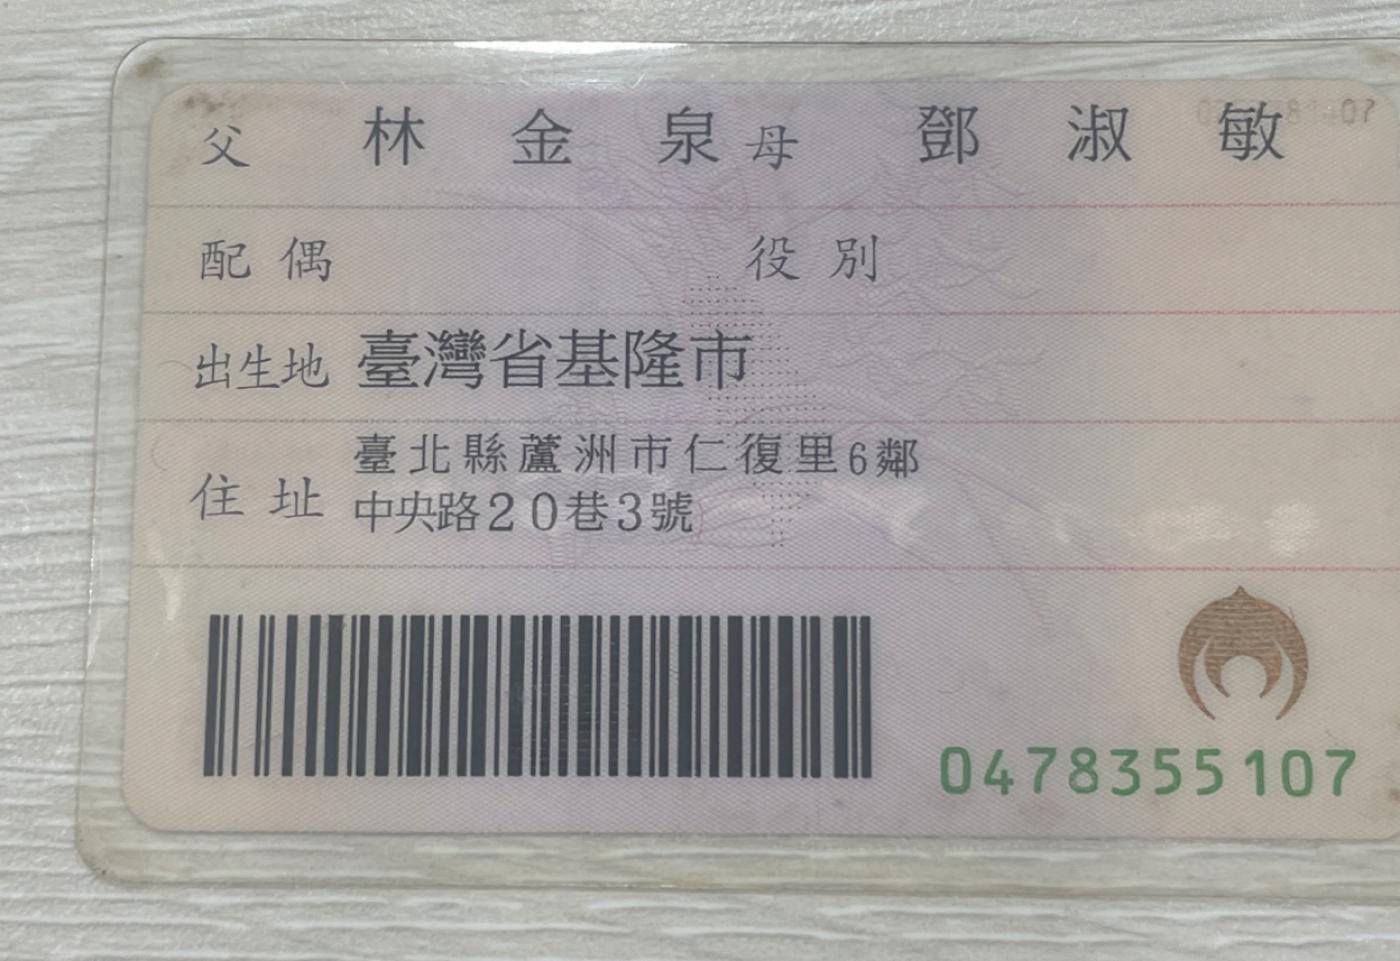 父 林金泉 母 鄧淑敏
配偶 役別
出生地 臺灣省基隆市
住址 臺北縣蘆洲市仁復里6鄰
中央路20巷3號
0478355107